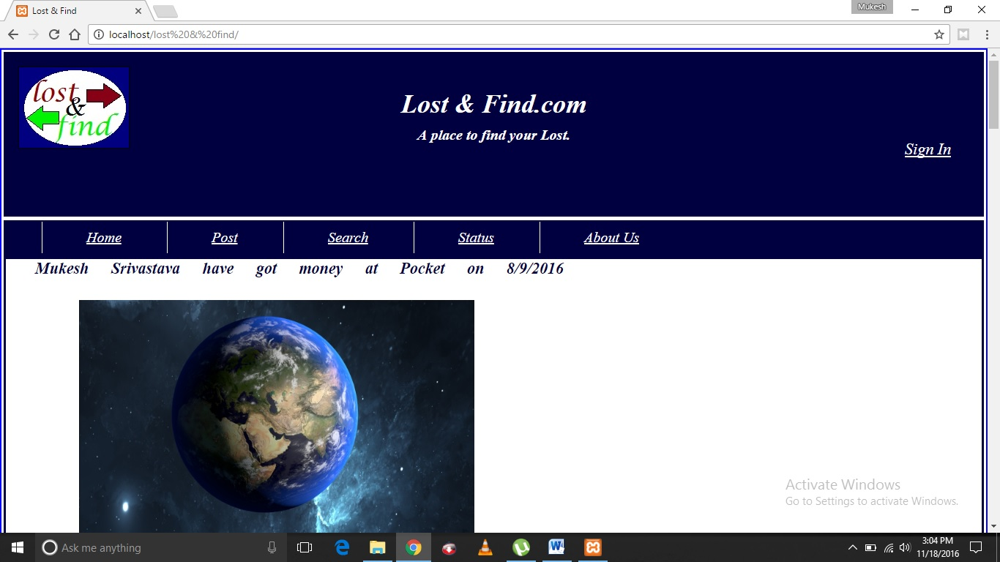 Lost & Find
Mukesh
localhost/lost%20&%20find/
lost
&
find
Lost & Find.com
A place to find your Lost.
Sign In
Home Post Search Status About Us
Mukesh Srivastava have got money at Pocket on 8/9/2016
Activate Windows
Go to Settings to activate Windows.
Ask me anything
3:04 PM
11/18/2016